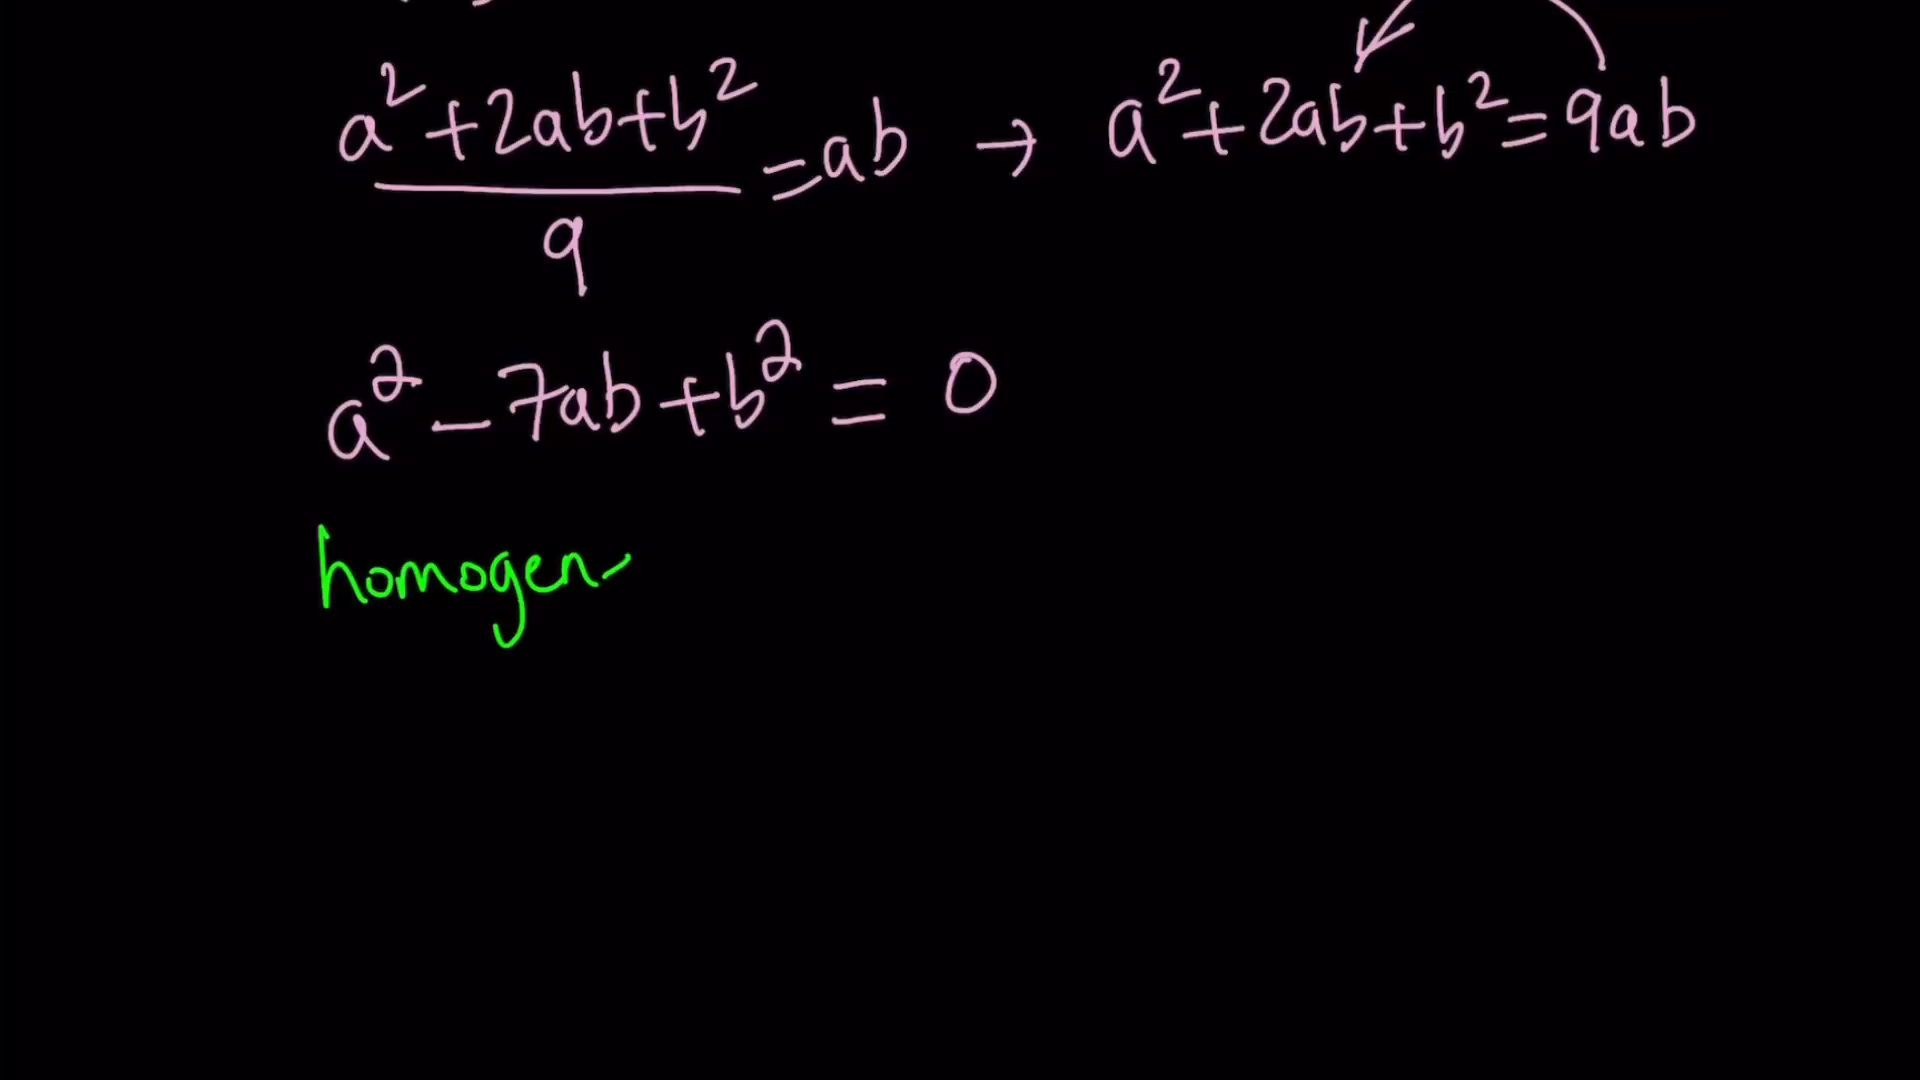 a²+2ab+b² / 9 = ab → a²+2ab+b²=9ab
a²-7ab+b² = 0
homogen